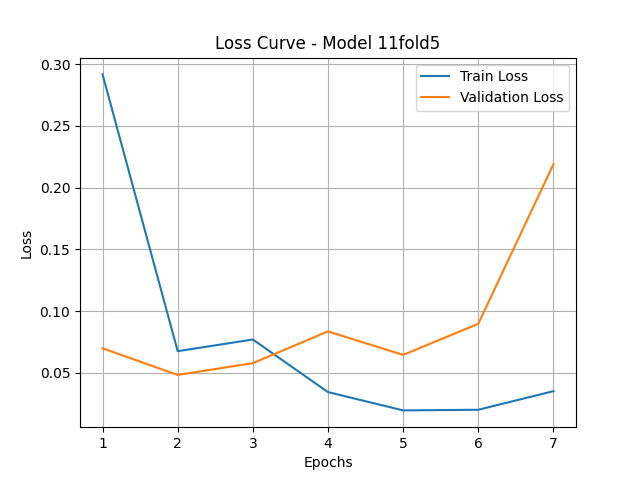 Loss Curve - Model 11fold5
Train Loss
Validation Loss
0.30
0.25
0.20
0.15
0.10
0.05
Loss
1 2 3 4 5 6 7
Epochs